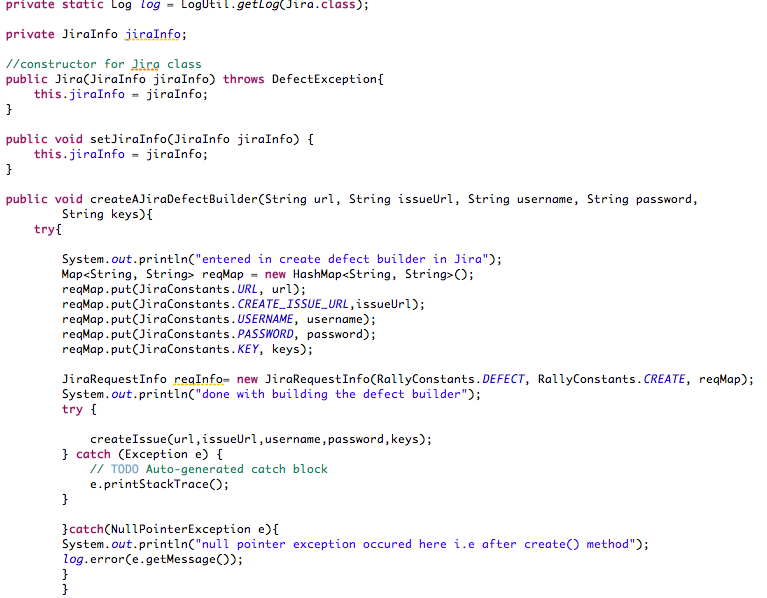 private static Log log = LogUtil.getLog(Jira.class);
private JiraInfo jiraInfo;
//constructor for Jira class
public Jira(JiraInfo jiraInfo) throws DefectException{
this.jiraInfo = jiraInfo;
}
public void setJiraInfo(JiraInfo jiraInfo) {
this.jiraInfo = jiraInfo;
}
public void createAJiraDefectBuilder(String url, String issueUrl, String username, String password,
String keys){
try{
System.out.println("entered in create defect builder in Jira");
Map<String, String> reqMap = new HashMap<String, String>();
reqMap.put(JiraConstants.URL, url);
reqMap.put(JiraConstants.CREATE_ISSUE_URL,issueUrl);
reqMap.put(JiraConstants.USERNAME, username);
reqMap.put(JiraConstants.PASSWORD, password);
reqMap.put(JiraConstants.KEY, keys);
JiraRequestInfo reqInfo= new JiraRequestInfo(RallyConstants.DEFECT, RallyConstants.CREATE, reqMap);
System.out.println("done with building the defect builder");
try {
createIssue(url,issueUrl,username,password,keys);
} catch (Exception e) {
// TODO Auto-generated catch block
e.printStackTrace();
}
}catch(NullPointerException e){
System.out.println("null pointer exception occured here i.e after create() method");
log.error(e.getMessage());
}
}